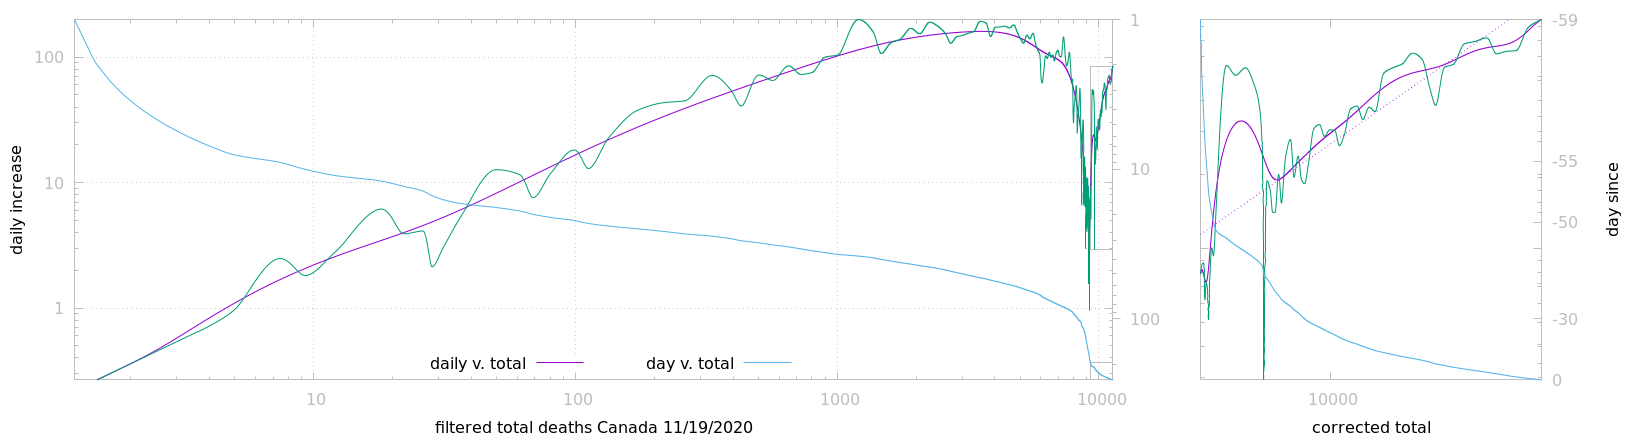 1
-59
100
-55
10
10
-50
daily increase
day since
1
100
-30
daily v. total
day v. total
0
10
100
1000
10000
10000
filtered total deaths Canada 11/19/2020
corrected total